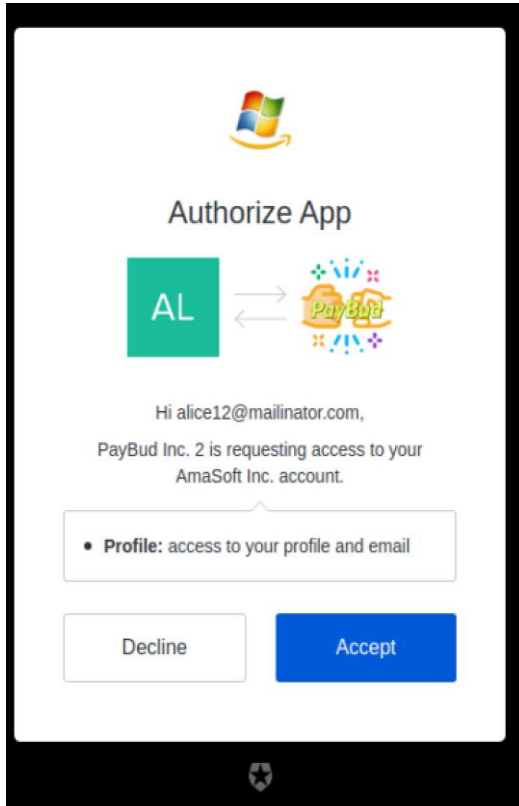 Authorize App
AL
PayBud
Hi alice12@mailinator.com,
PayBud Inc. 2 is requesting access to your
AmaSoft Inc. account.
Profile: access to your profile and email
Decline
Accept